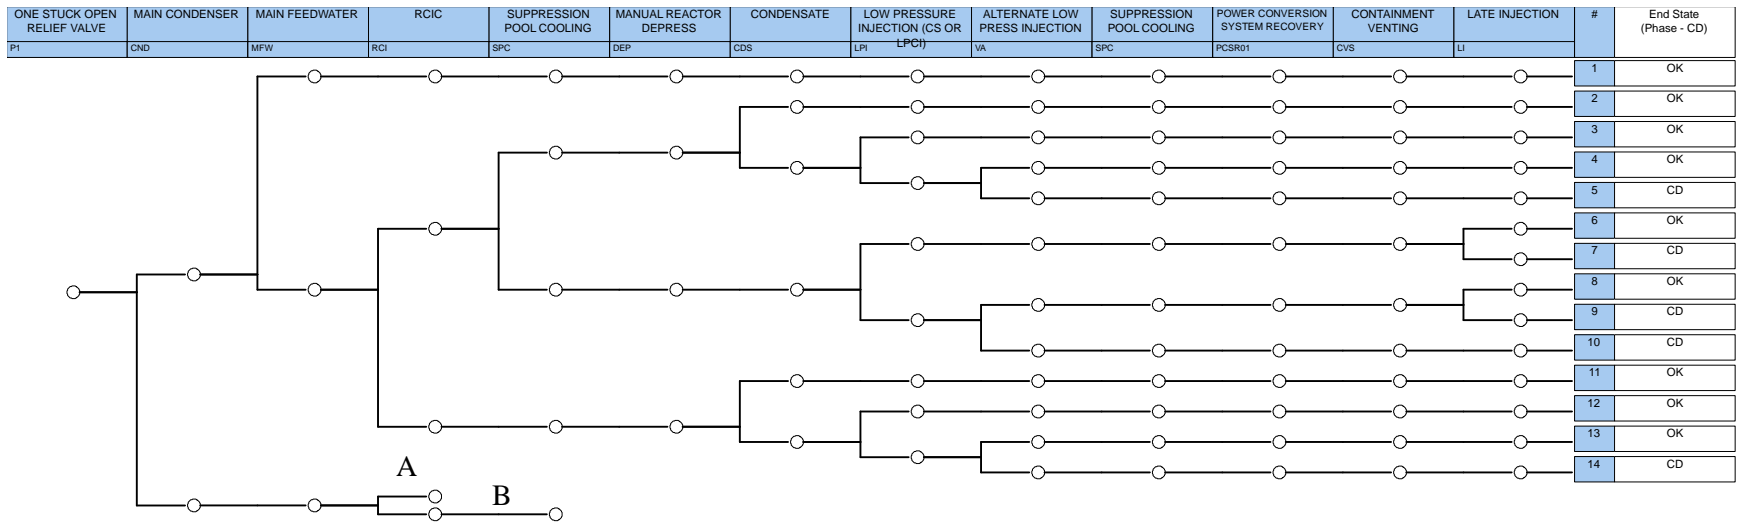 ONE STUCK OPEN
RELIEF VALVE
MAIN CONDENSER
MAIN FEEDWATER
RCIC
SUPPRESSION
POOL COOLING
MANUAL REACTOR
DEPRESS
CONDENSATE
LOW PRESSURE
INJECTION (CS OR
LPCI)
ALTERNATE LOW
PRESS INJECTION
SUPPRESSION
POOL COOLING
POWER CONVERSION
SYSTEM RECOVERY
CONTAINMENT
VENTING
LATE INJECTION
#
End State
(Phase - CD)
P1
CND
MFW
RCI
SPC
DEP
CDS
LPI
VA
SPC
PCSR01
CVS
LI
1 OK
2 OK
3 OK
4 OK
5 CD
6 OK
7 CD
8 OK
9 CD
10 CD
11 OK
12 OK
13 OK
14 CD
A
B